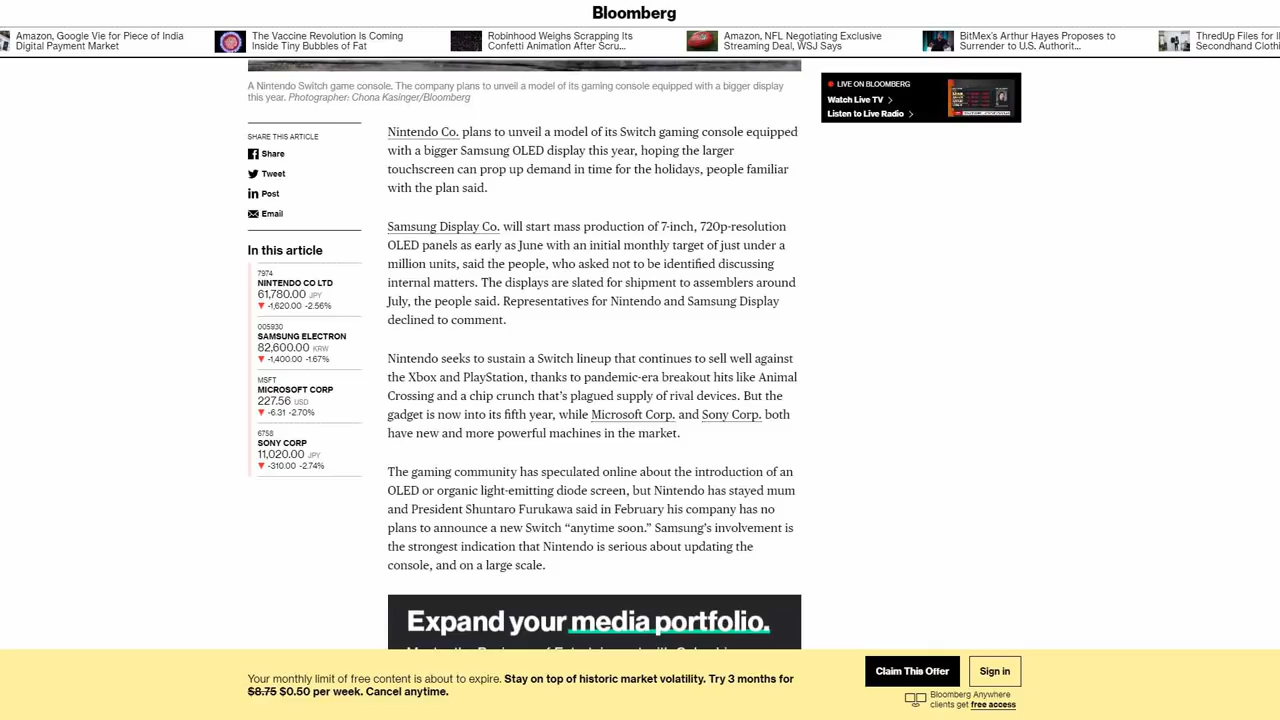 Bloomberg
Amazon, Google Vie for Piece of India
Digital Payment Market
The Vaccine Revolution Is Coming
Inside Tiny Bubbles of Fat
Robinhood Weighs Scrapping Its
Confetti Animation After Scru...
Amazon, NFL Negotiating Exclusive
Streaming Deal, WSJ Says
BitMex's Arthur Hayes Proposes to
Surrender to U.S. Authorit...
ThredUp Files for I
Secondhand Cloth
A Nintendo Switch game console. The company plans to unveil a model of its gaming console equipped with a bigger display
this year. Photographer: Chona Kasinger/Bloomberg
LIVE ON BLOOMBERG
Watch Live TV
Listen to Live Radio
SHARE THIS ARTICLE
Share
Tweet
Post
Email
In this article
7974
NINTENDO CO LTD
61,780.00 JPY
▼ -1,620.00 -2.56%
005930
SAMSUNG ELECTRON
82,600.00 KRW
▼ -1,400.00 -1.67%
MSFT
MICROSOFT CORP
227.56 USD
▼ -6.31 -2.70%
6758
SONY CORP
11,020.00 JPY
▼ -310.00 -2.74%
Nintendo Co. plans to unveil a model of its Switch gaming console equipped
with a bigger Samsung OLED display this year, hoping the larger
touchscreen can prop up demand in time for the holidays, people familiar
with the plan said.
Samsung Display Co. will start mass production of 7-inch, 720p-resolution
OLED panels as early as June with an initial monthly target of just under a
million units, said the people, who asked not to be identified discussing
internal matters. The displays are slated for shipment to assemblers around
July, the people said. Representatives for Nintendo and Samsung Display
declined to comment.
Nintendo seeks to sustain a Switch lineup that continues to sell well against
the Xbox and PlayStation, thanks to pandemic-era breakout hits like Animal
Crossing and a chip crunch that's plagued supply of rival devices. But the
gadget is now into its fifth year, while Microsoft Corp. and Sony Corp. both
have new and more powerful machines in the market.
The gaming community has speculated online about the introduction of an
OLED or organic light-emitting diode screen, but Nintendo has stayed mum
and President Shuntaro Furukawa said in February his company has no
plans to announce a new Switch “anytime soon.” Samsung's involvement is
the strongest indication that Nintendo is serious about updating the
console, and on a large scale.
Expand your media portfolio.
Your monthly limit of free content is about to expire. Stay on top of historic market volatility. Try 3 months for
$8.75 $0.50 per week. Cancel anytime.
Claim This Offer
Sign in
Bloomberg Anywhere
clients get free access